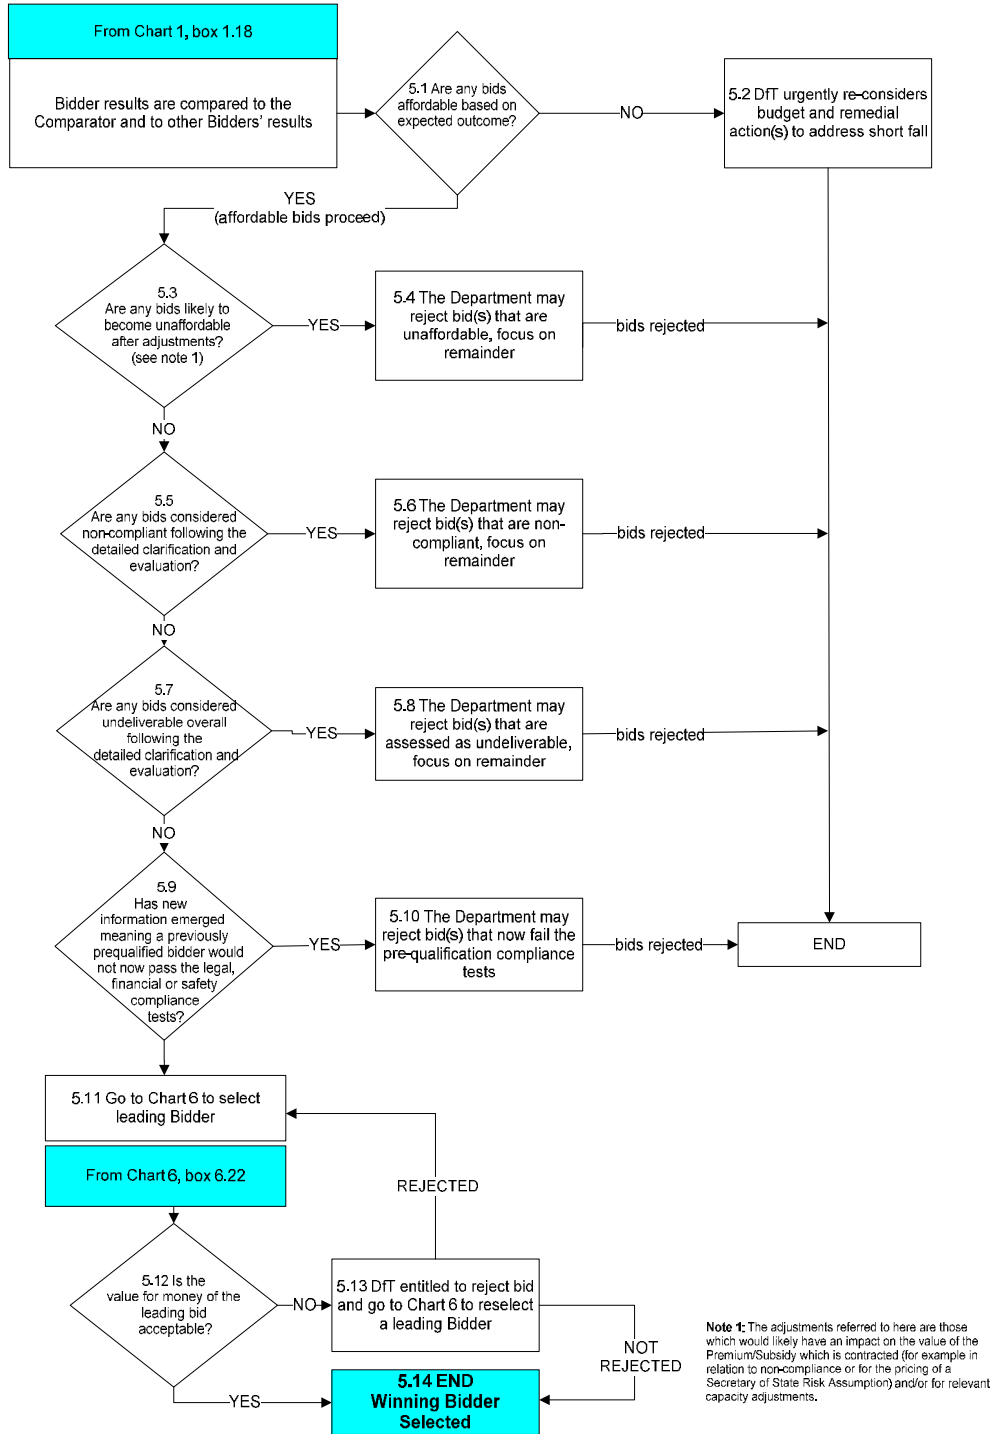 From Chart 1, box 1.18
Bidder results are compared to the
Comparator and to other Bidders' results
5.1 Are any bids
affordable based on
expected outcome?
NO
5.2 DfT urgently re-considers
budget and remedial
action(s) to address short fall
YES
(affordable bids proceed)
5.3
Are any bids likely to
become unaffordable
after adjustments?
(see note 1)
YES
5.4 The Department may
reject bid(s) that are
unaffordable, focus on
remainder
bids rejected
NO
5.5
Are any bids considered
non-compliant following the
detailed clarification and
evaluation?
YES
5.6 The Department may
reject bid(s) that are non-
compliant, focus on
remainder
bids rejected
NO
5.7
Are any bids considered
undeliverable overall
following the
detailed clarification and
evaluation?
YES
5.8 The Department may
reject bid(s) that are
assessed as undeliverable,
focus on remainder
bids rejected
NO
5.9
Has new
information emerged
meaning a previously
prequalified bidder would
not now pass the legal,
financial or safety
compliance
tests?
YES
5.10 The Department may
reject bid(s) that now fail the
pre-qualification compliance
tests
bids rejected
END
5.11 Go to Chart 6 to select
leading Bidder
From Chart 6, box 6.22
REJECTED
5.12 Is the
value for money of the
leading bid
acceptable?
NO
5.13 DfT entitled to reject bid
and go to Chart 6 to reselect
a leading Bidder
NOT
REJECTED
YES
5.14 END
Winning Bidder
Selected
Note 1: The adjustments referred to here are those
which would likely have an impact on the value of the
Premium/Subsidy which is contracted (for example in
relation to non-compliance or for the pricing of a
Secretary of State Risk Assumption) and/or for relevant
capacity adjustments.